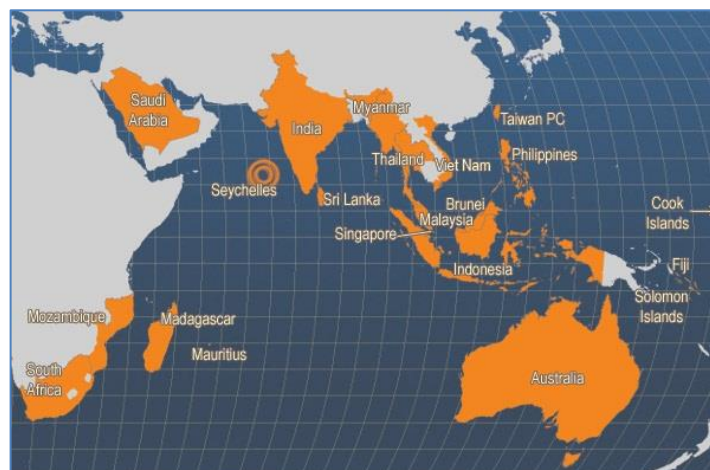 Saudi
Arabia
India
Myanmar
Taiwan PC
Thailand
Viet Nam
Philippines
Seychelles
Sri Lanka
Brunei
Malaysia
Singapore
Indonesia
Cook
Islands
Fiji
Solomon
Islands
Mozambique
Madagascar
Mauritius
South
Africa
Australia